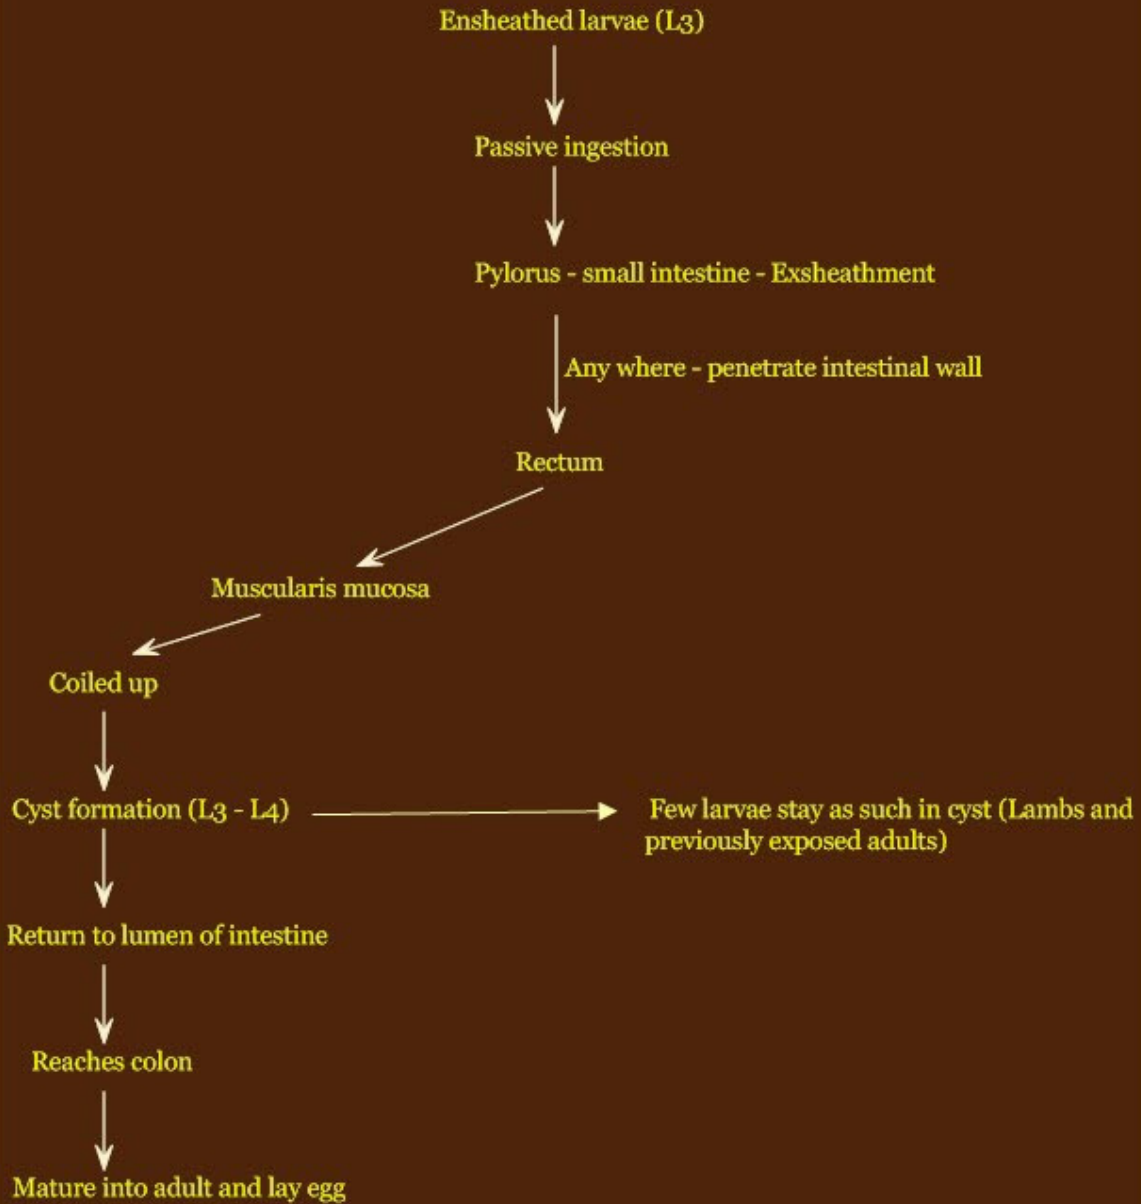 Ensheathed larvae (L3)
Passive ingestion
Pylorus - small intestine - Exsheathment
Any where - penetrate intestinal wall
Rectum
Muscularis mucosa
Coiled up
Cyst formation (L3 - L4)
Few larvae stay as such in cyst (Lambs and
previously exposed adults)
Return to lumen of intestine
Reaches colon
Mature into adult and lay egg